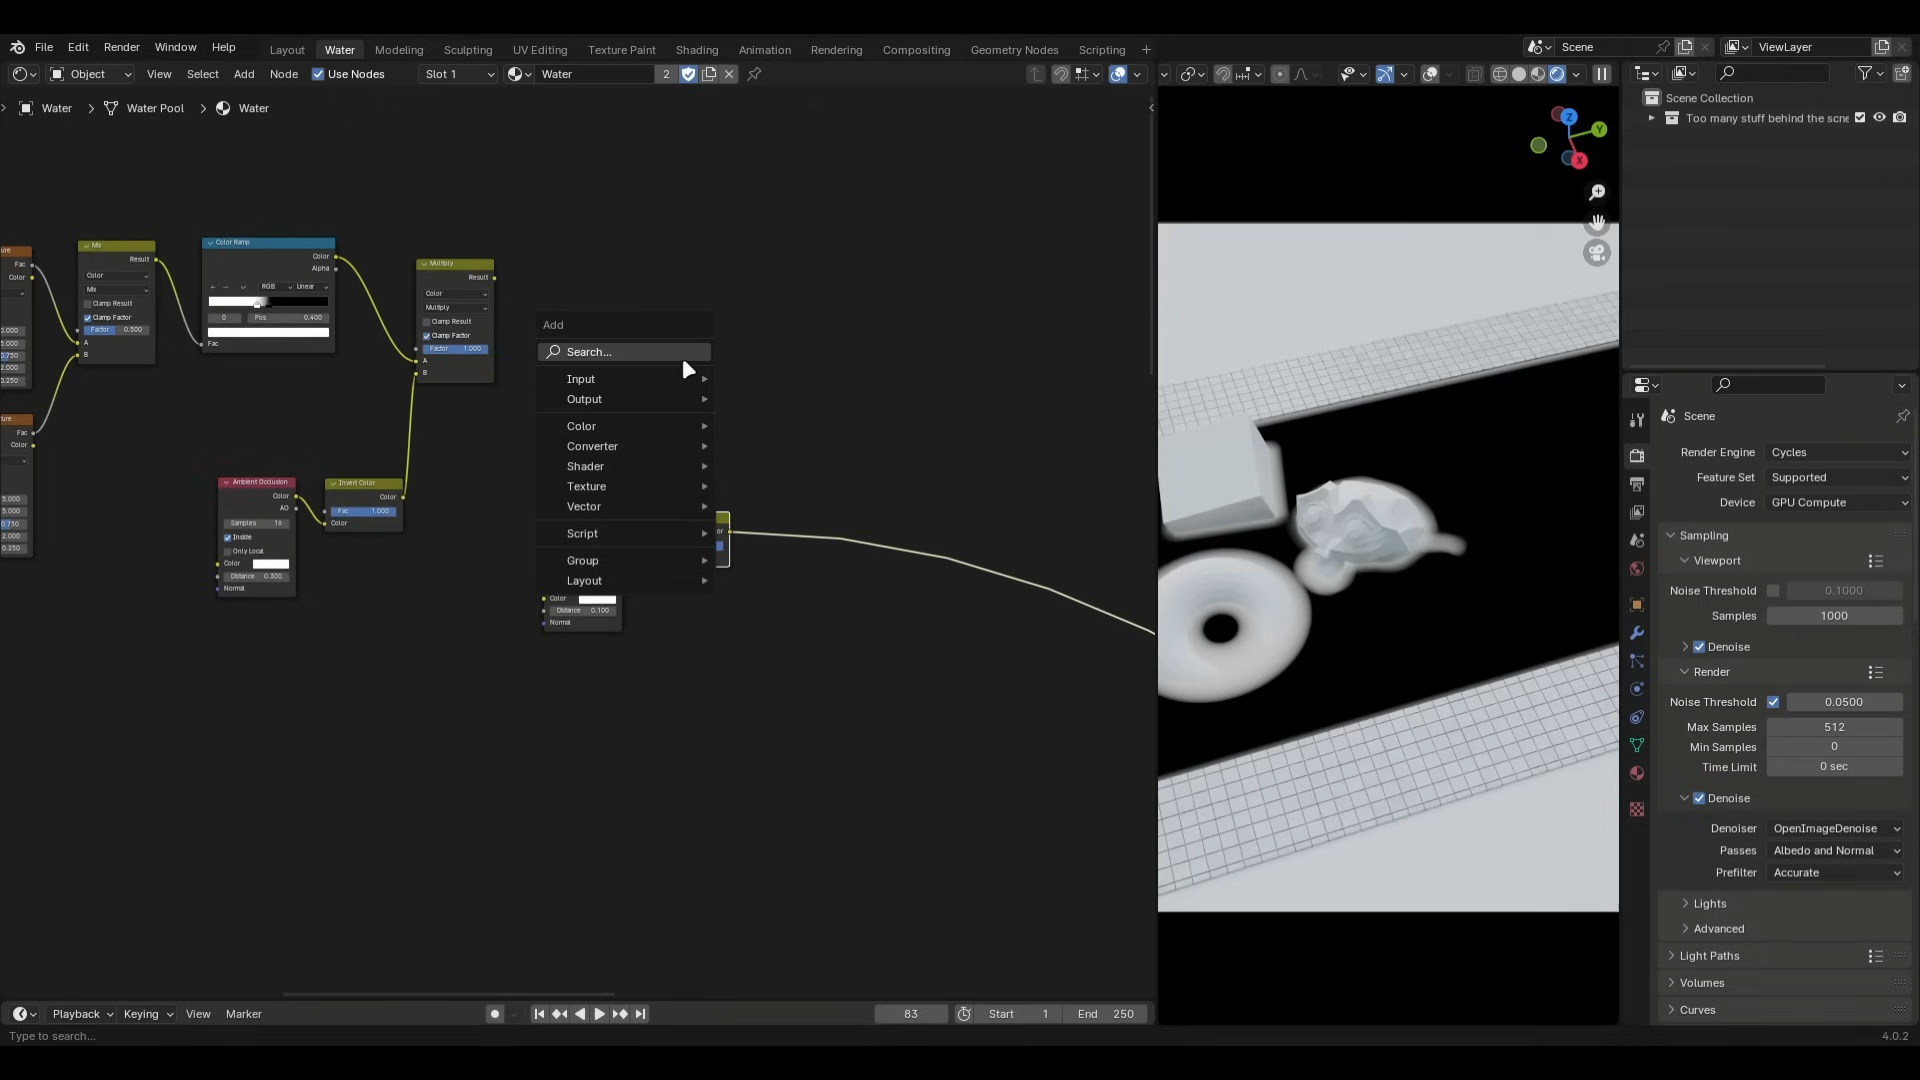 File Edit Render Window Help Layout Water Modeling Sculpting UV Editing Texture Paint Shading Animation Rendering Compositing Geometry Nodes Scripting + Scene ViewLayer
Object View Select Add Node Use Nodes Slot 1 Water 2
Water > Water Pool > Water
Scene Collection
Too many stuff behind the scne
Z
Y
X
Fac
Color
Mix
Result
Color
Mix
Clamp Result
Clamp Factor
Factor 0.500
A
B
Color Ramp
Color
Alpha
RGB Linear
0 Pos 0.400
Fac
Multiply
Result
Color
Multiply
Clamp Result
Clamp Factor
Factor 1.000
A
B
Fac
Color
Ambient Occlusion
Color
AO
Samples 16
Inside
Only Local
Color
Distance 0.300
Normal
Invert Color
Color
Fac 1.000
Color
Add
Search...
Input
Output
Color
Converter
Shader
Texture
Vector
Script
Group
Layout
Color
Distance 0.100
Normal
Scene
Render Engine Cycles
Feature Set Supported
Device GPU Compute
Sampling
Viewport
Noise Threshold 0.1000
Samples 1000
Denoise
Render
Noise Threshold 0.0500
Max Samples 512
Min Samples 0
Time Limit 0 sec
Denoise
Denoiser OpenImageDenoise
Passes Albedo and Normal
Prefilter Accurate
Lights
Advanced
Light Paths
Volumes
Curves
Playback Keying View Marker 83 Start 1 End 250
Type to search... 4.0.2